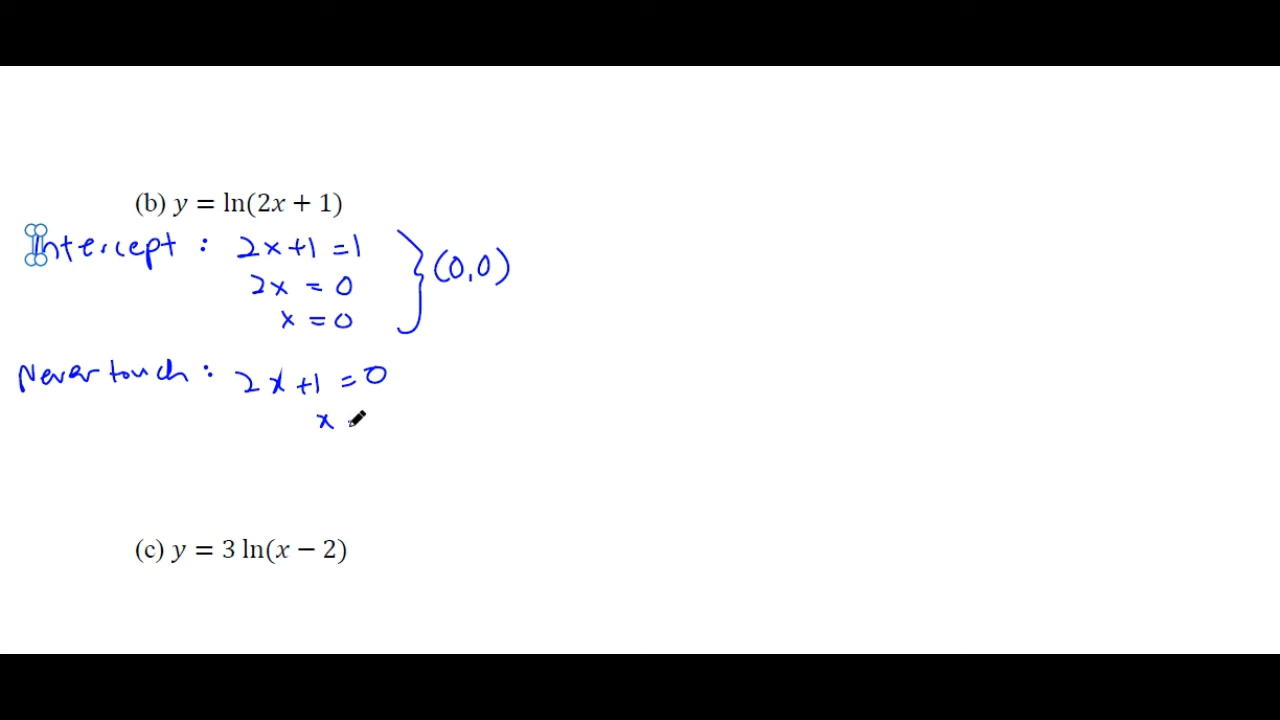 (b) y = ln(2x + 1)
Intercept : 2x+1 =1
2x = 0
x = 0
(0,0)
Never touch : 2x+1 = 0
x
(c) y = 3 ln(x − 2)